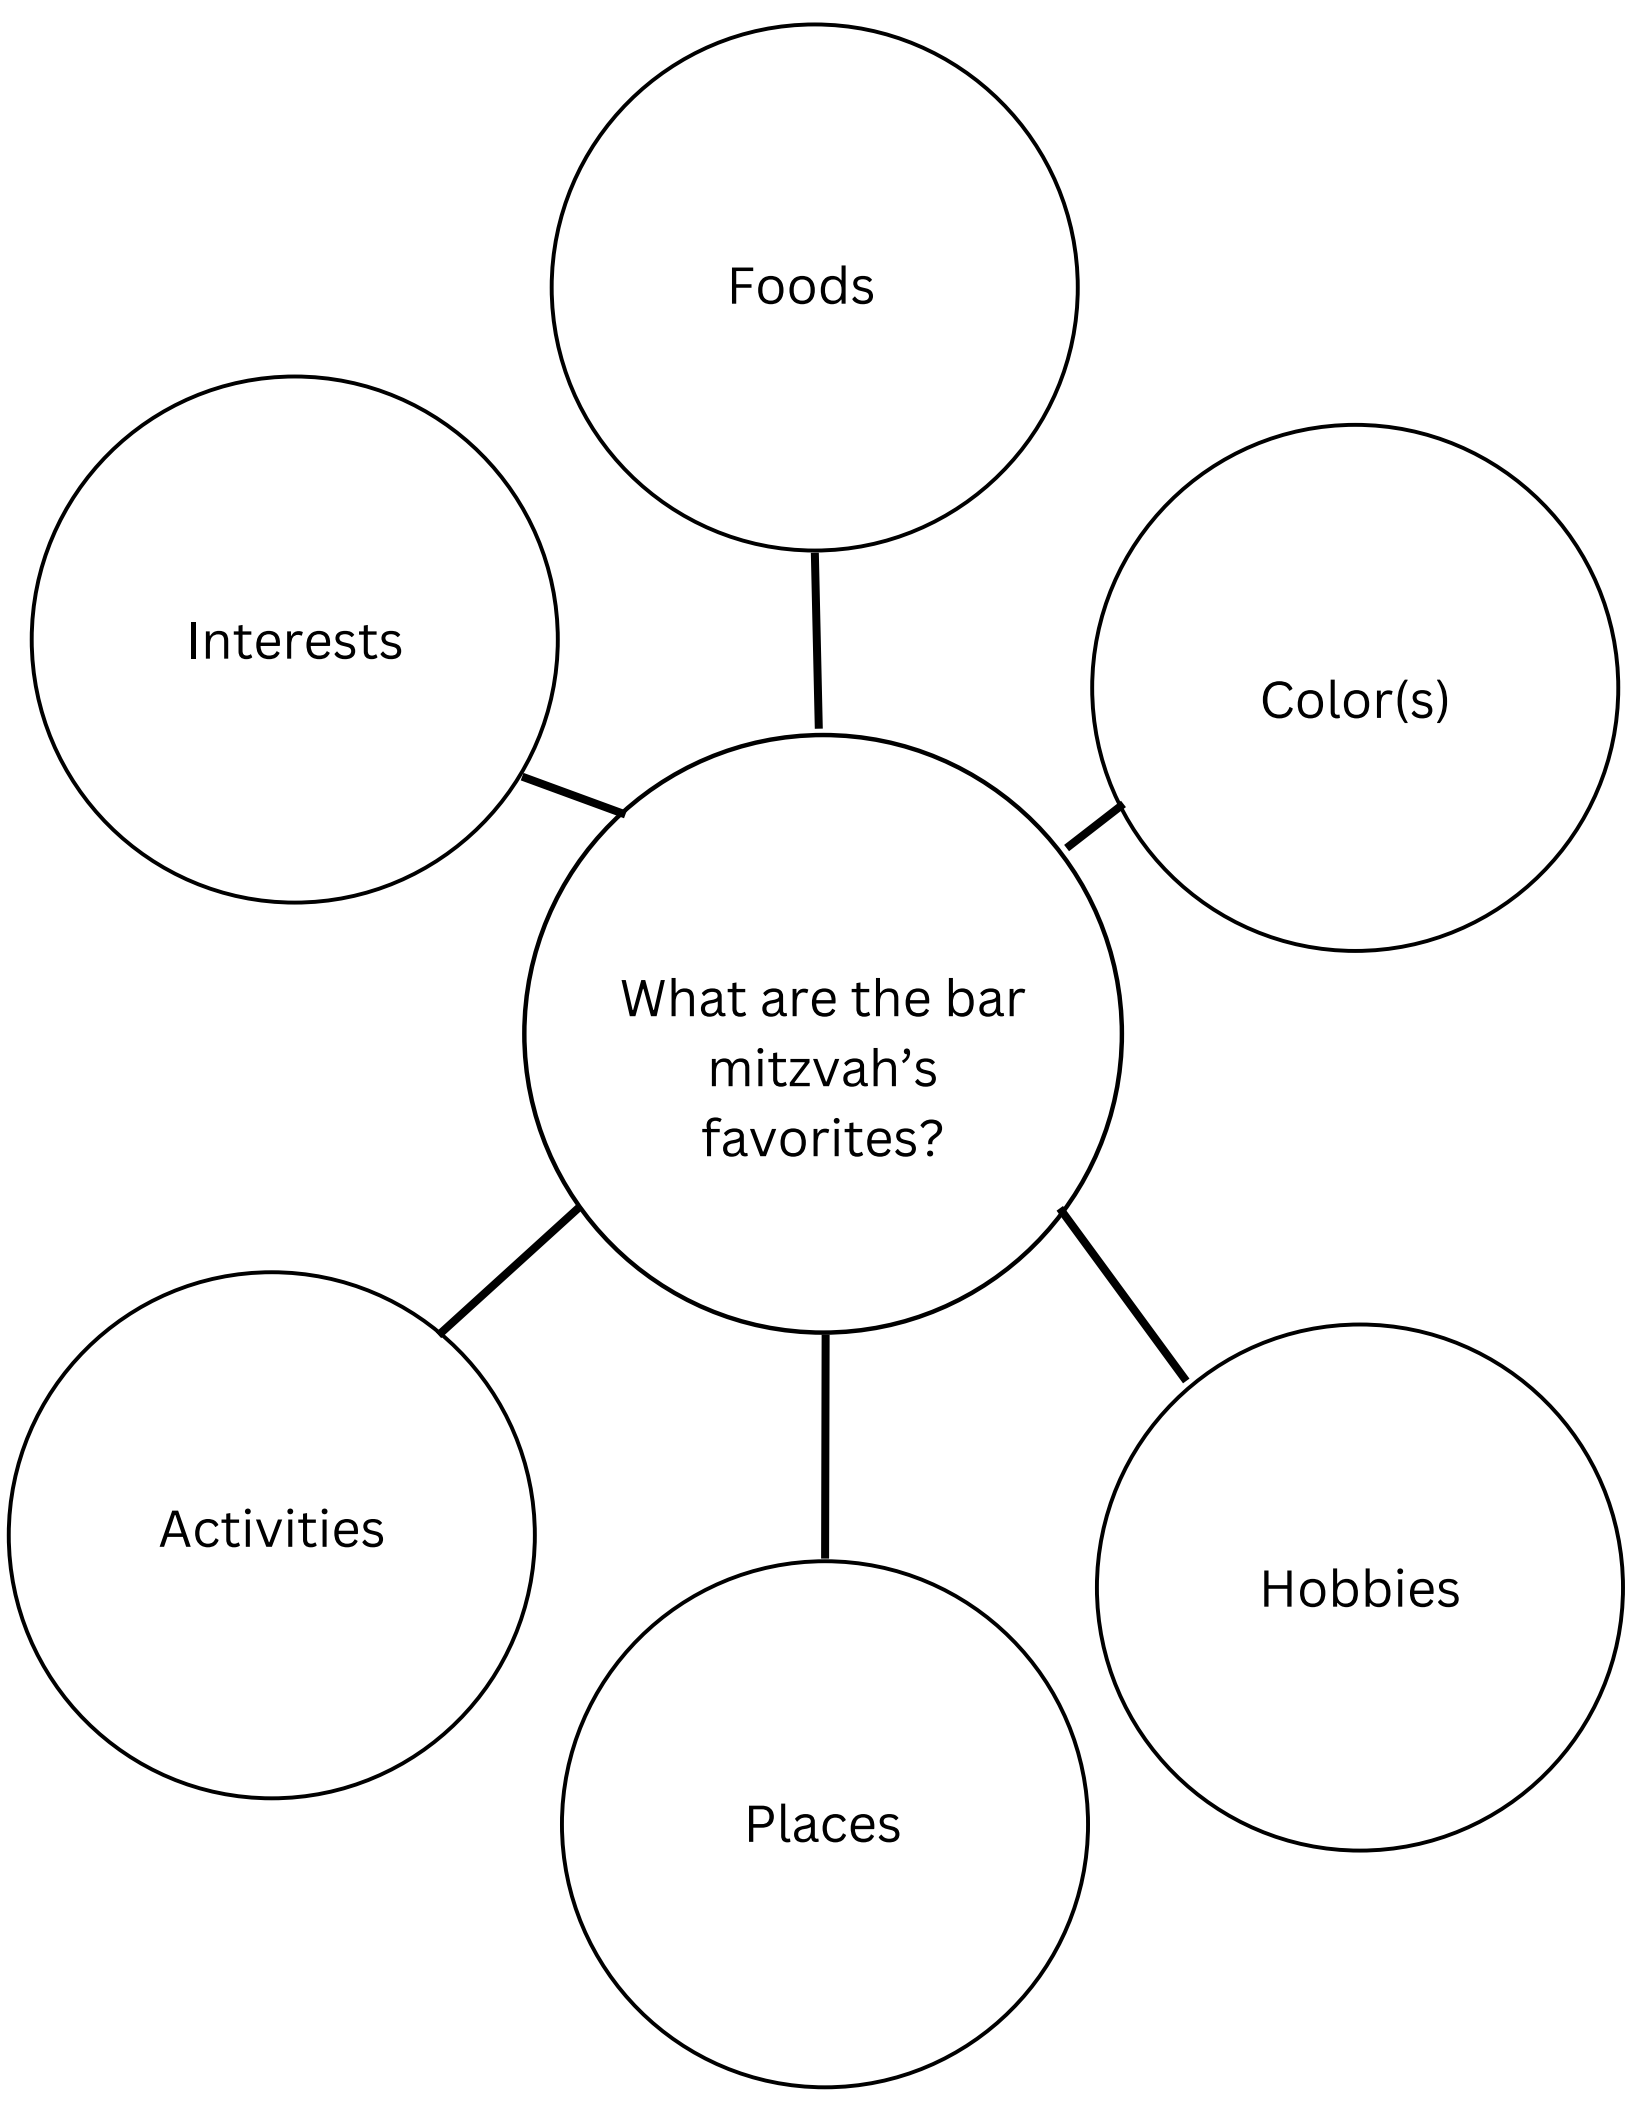 Foods
Interests
Color(s)
What are the bar
mitzvah’s
favorites?
Activities
Hobbies
Places